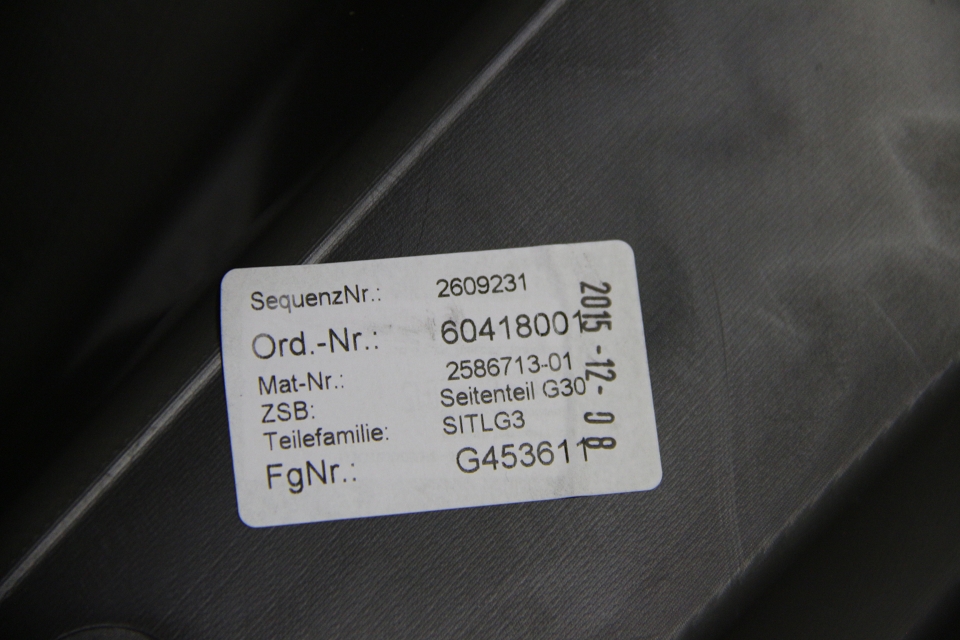 SequenzNr.: 2609231
Ord.-Nr.: 60418001
Mat-Nr.: 2586713-01
ZSB: Seitenteil G30
Teilefamilie: SITLG3
FgNr.: G453611
2015-12-08